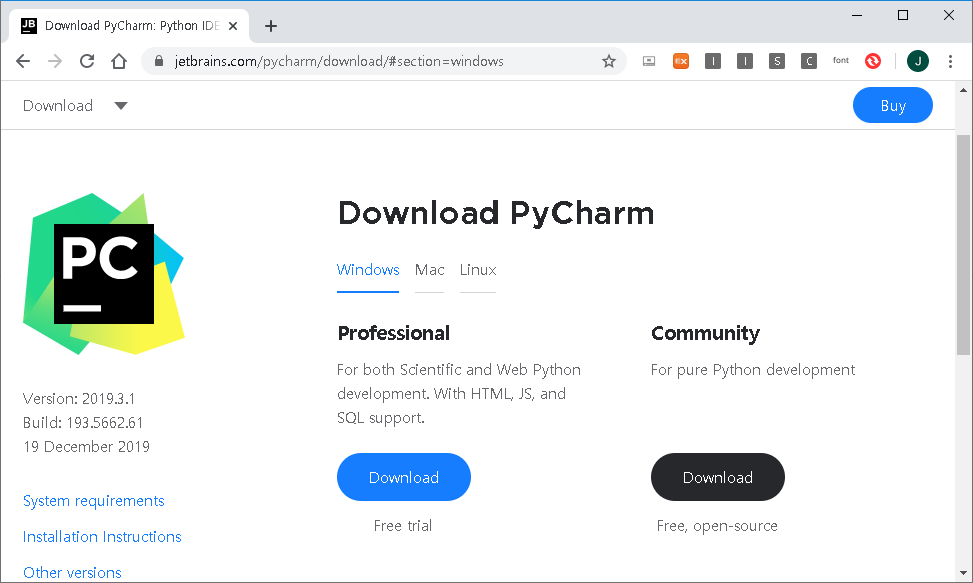 JB
Download PyCharm: Python IDE
jetbrains.com/pycharm/download/#section=windows
EX
I
I
S
C
font
J
Download
Buy
PC
Download PyCharm
Windows Mac Linux
Professional
For both Scientific and Web Python
development. With HTML, JS, and
SQL support.
Download
Free trial
Community
For pure Python development
Download
Free, open-source
Version: 2019.3.1
Build: 193.5662.61
19 December 2019
System requirements
Installation Instructions
Other versions